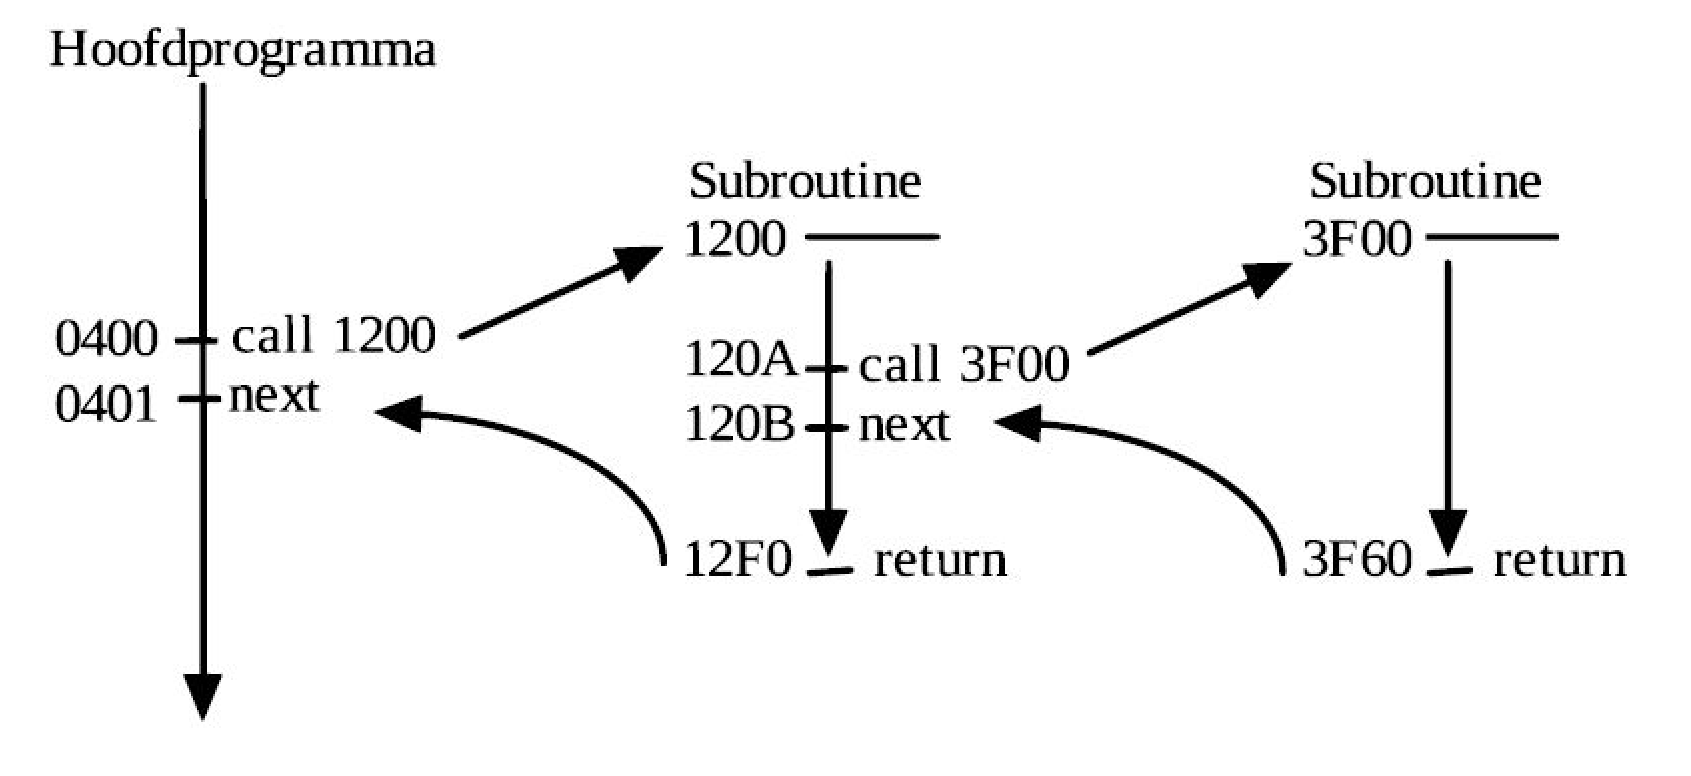 Hoofdprogramma
0400 call 1200
0401 next
Subroutine
1200
120A call 3F00
120B next
12F0 return
Subroutine
3F00
3F60 return